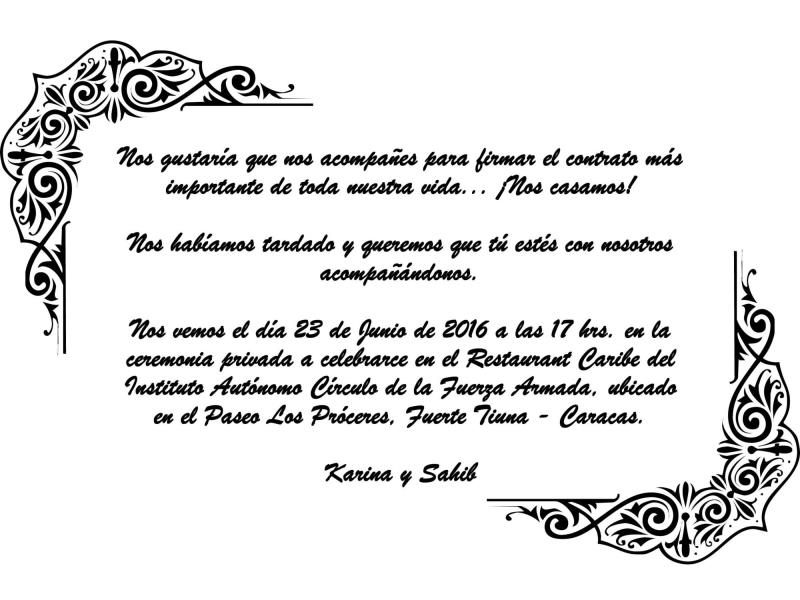 Nos gustaría que nos acompañes para firmar el contrato más
importante de toda nuestra vida... ¡Nos casamos!
Nos habíamos tardado y queremos que tú estés con nosotros
acompañándonos.
Nos vemos el día 23 de Junio de 2016 a las 17 hrs. en la
ceremonia privada a celebrarce en el Restaurant Caribe del
Instituto Autónomo Círculo de la Fuerza Armada, ubicado
en el Paseo Los Próceres, Fuerte Tiuna - Caracas.
Karina y Sahib